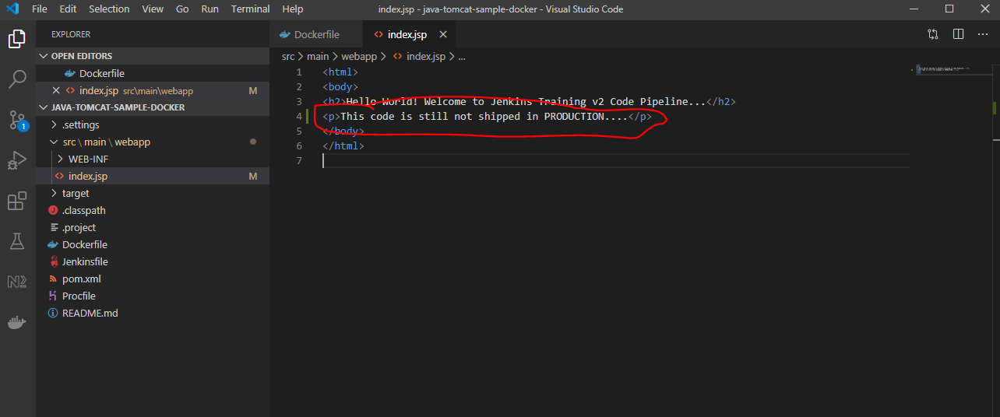 File Edit Selection View Go Run Terminal Help index.jsp - java-tomcat-sample-docker - Visual Studio Code
EXPLORER
OPEN EDITORS
Dockerfile
index.jsp src\main\webapp M
JAVA-TOMCAT-SAMPLE-DOCKER
.settings
src \ main \ webapp
WEB-INF
index.jsp M
target
.classpath
.project
Dockerfile
Jenkinsfile
pom.xml
Procfile
README.md
1
Dockerfile index.jsp
src > main > webapp > index.jsp > ...
1 <html>
2 <body>
3 <h2>Hello World! Welcome to Jenkins Training v2 Code Pipeline...</h2>
4 <p>This code is still not shipped in PRODUCTION....</p>
5 </body>
6 </html>
7